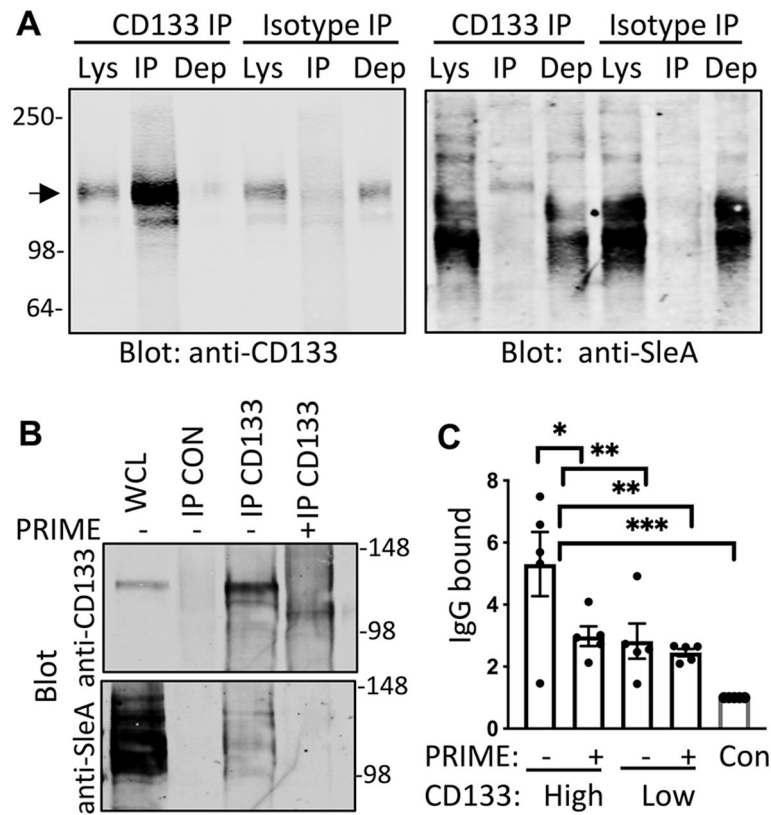 A
CD133 IP Isotype IP
Lys IP Dep Lys IP Dep
250-
98-
64-
Blot: anti-CD133
CD133 IP Isotype IP
Lys IP Dep Lys IP Dep
Blot: anti-SleA
B
WCL
IP CON
IP CD133
IP CD133
PRIME - - - +
Blot
anti-CD133
-148
-98
anti-SleA
-148
-98
C
*
**
**
***
IgG bound
8
6
4
2
0
PRIME: - + - + Con
CD133: High Low